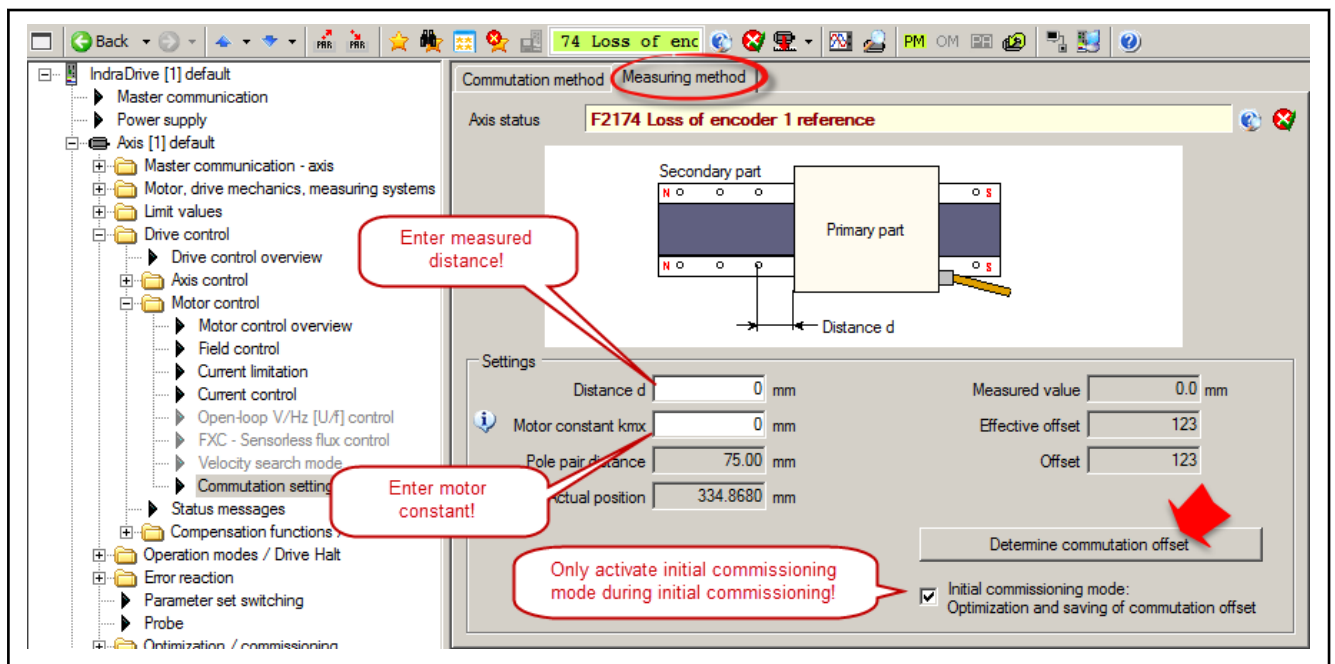 Back
PAR
PAR
74 Loss of enc
PM OM
IndraDrive [1] default
Master communication
Power supply
Axis [1] default
Master communication - axis
Motor, drive mechanics, measuring systems
Limit values
Drive control
Drive control overview
Axis control
Motor control
Motor control overview
Field control
Current limitation
Current control
Open-loop V/Hz [U/f] control
FXC - Sensorless flux control
Velocity search mode
Commutation setting
Status messages
Compensation functions /
Operation modes / Drive Halt
Error reaction
Parameter set switching
Probe
Optimization / commissioning
Commutation method
Measuring method
Axis status
F2174 Loss of encoder 1 reference
Secondary part
N
S
Primary part
N
S
Distance d
Enter measured
distance!
Settings
Distance d 0 mm
Measured value 0.0 mm
Motor constant kmx 0 mm
Effective offset 123
Pole pair distance 75.00 mm
Offset 123
Actual position 334.8680 mm
Enter motor
constant!
Determine commutation offset
Only activate initial commissioning
mode during initial commissioning!
Initial commissioning mode:
Optimization and saving of commutation offset